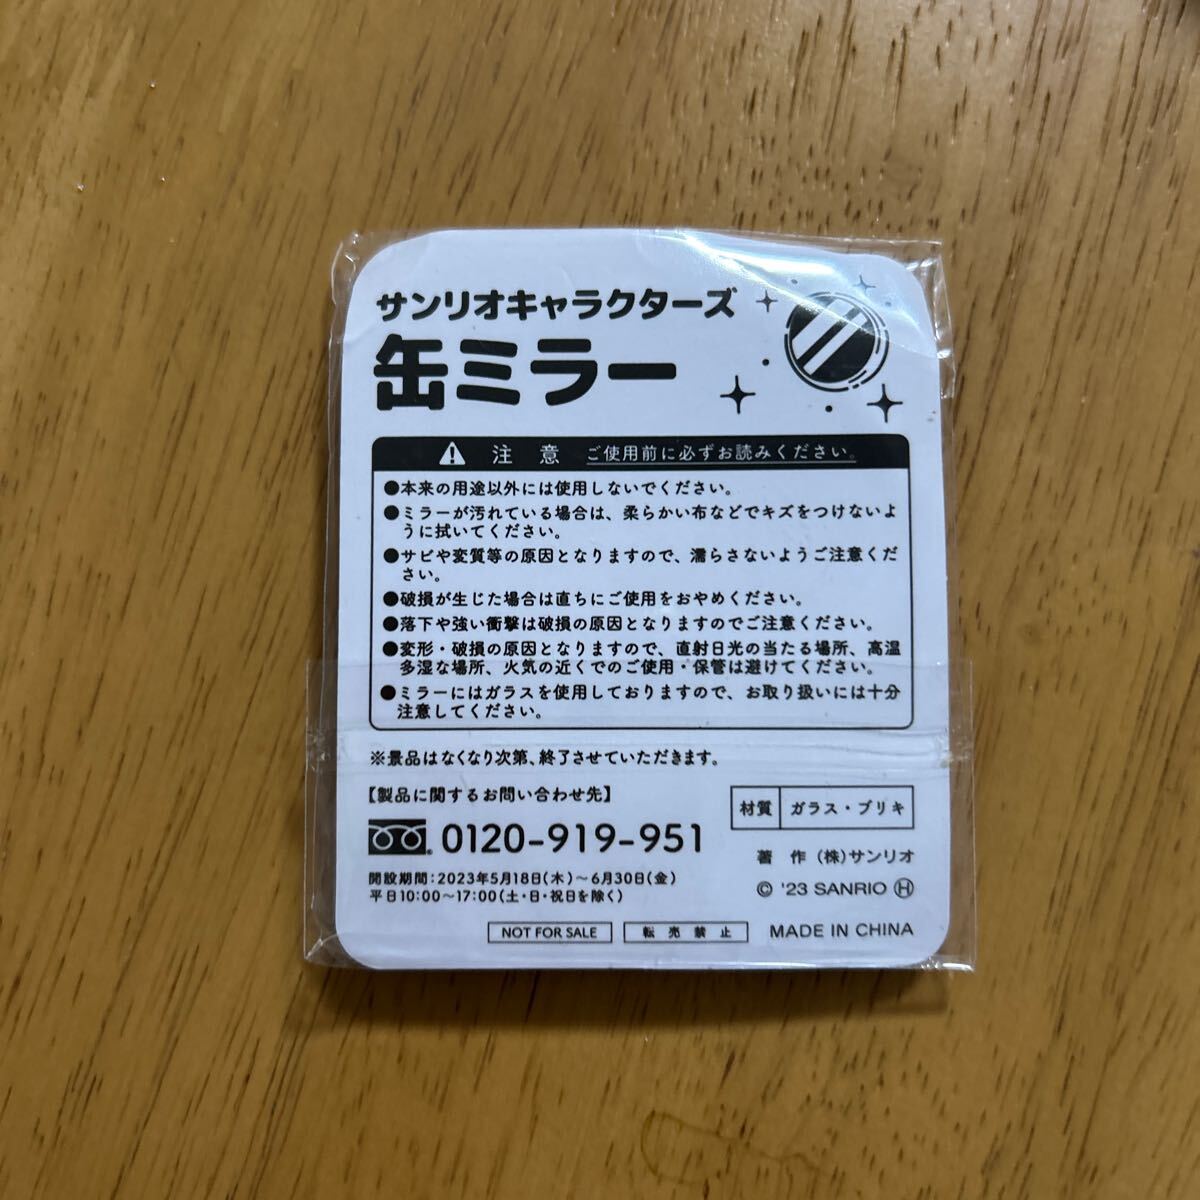 サンリオキャラクターズ
缶ミラー
注意 ご使用前に必ずお読みください。
●本来の用途以外には使用しないでください。
●ミラーが汚れている場合は、柔らかい布などでキズをつけないよ
うに拭いてください。
●サビや変質等の原因となりますので、濡らさないようご注意くだ
さい。
●破損が生じた場合は直ちにご使用をおやめください。
●落下や強い衝撃は破損の原因となりますのでご注意ください。
●変形・破損の原因となりますので、直射日光の当たる場所、高温
多湿な場所、火気の近くでのご使用・保管は避けてください。
●ミラーにはガラスを使用しておりますので、お取り扱いには十分
注意してください。
※景品はなくなり次第、終了させていただきます。
【製品に関するお問い合わせ先】
0120-919-951
開設期間：2023年5月18日(木)～6月30日(金)
平日10:00～17:00(土・日・祝日を除く)
材質 ガラス・ブリキ
著作 (株)サンリオ
© '23 SANRIO Ⓗ
NOT FOR SALE 転売禁止 MADE IN CHINA